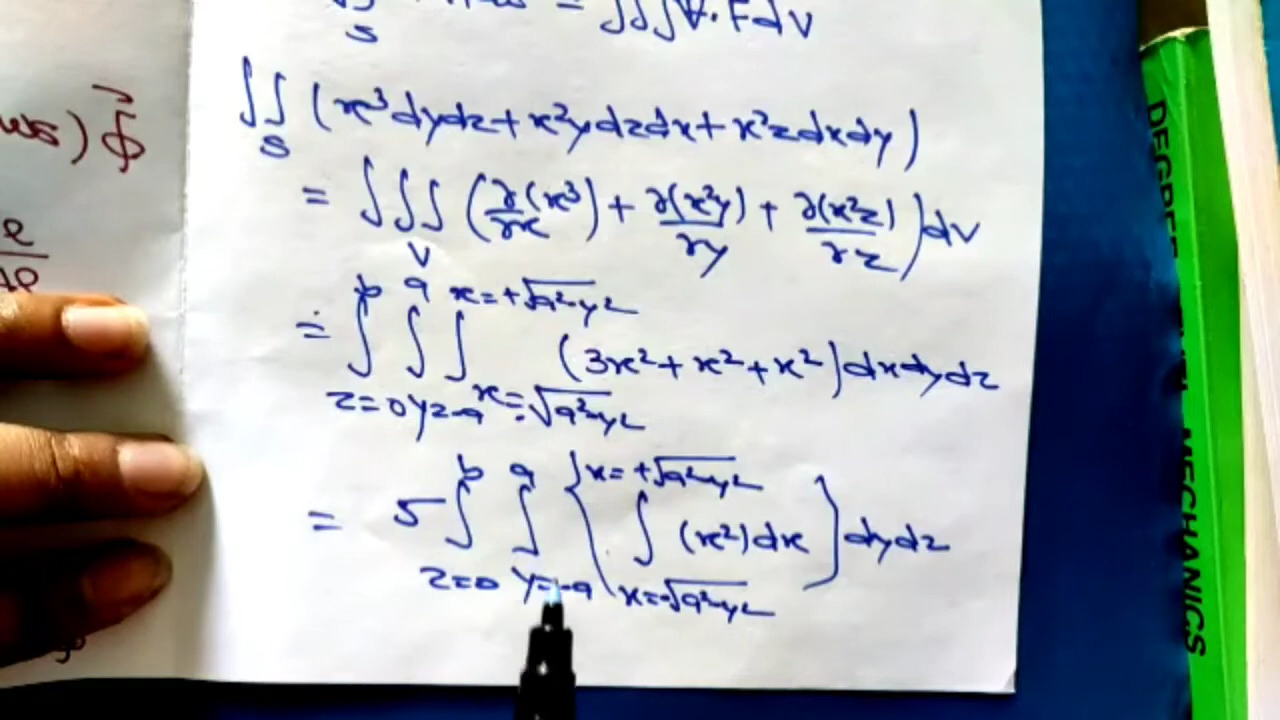 S = ∫∫∫ ∇·F dV
∫∫ (x³dydz + x²ydzdx + x²zdxdy)
S
= ∫∫∫ (∂/∂x (x³) + ∂(x²y)/∂y + ∂(x²z)/∂z) dV
V
= ∫_{z=0}^{b} ∫_{y=-a}^{a} ∫_{x=-√a²-y²}^{x=+√a²-y²} (3x² + x² + x²) dxdydz
= 5 ∫_{z=0}^{b} ∫_{y=-a}^{a} { ∫_{x=-√a²-y²}^{x=+√a²-y²} (x²)dx } dydz
ws) ∮
DEGREE
MECHANICS